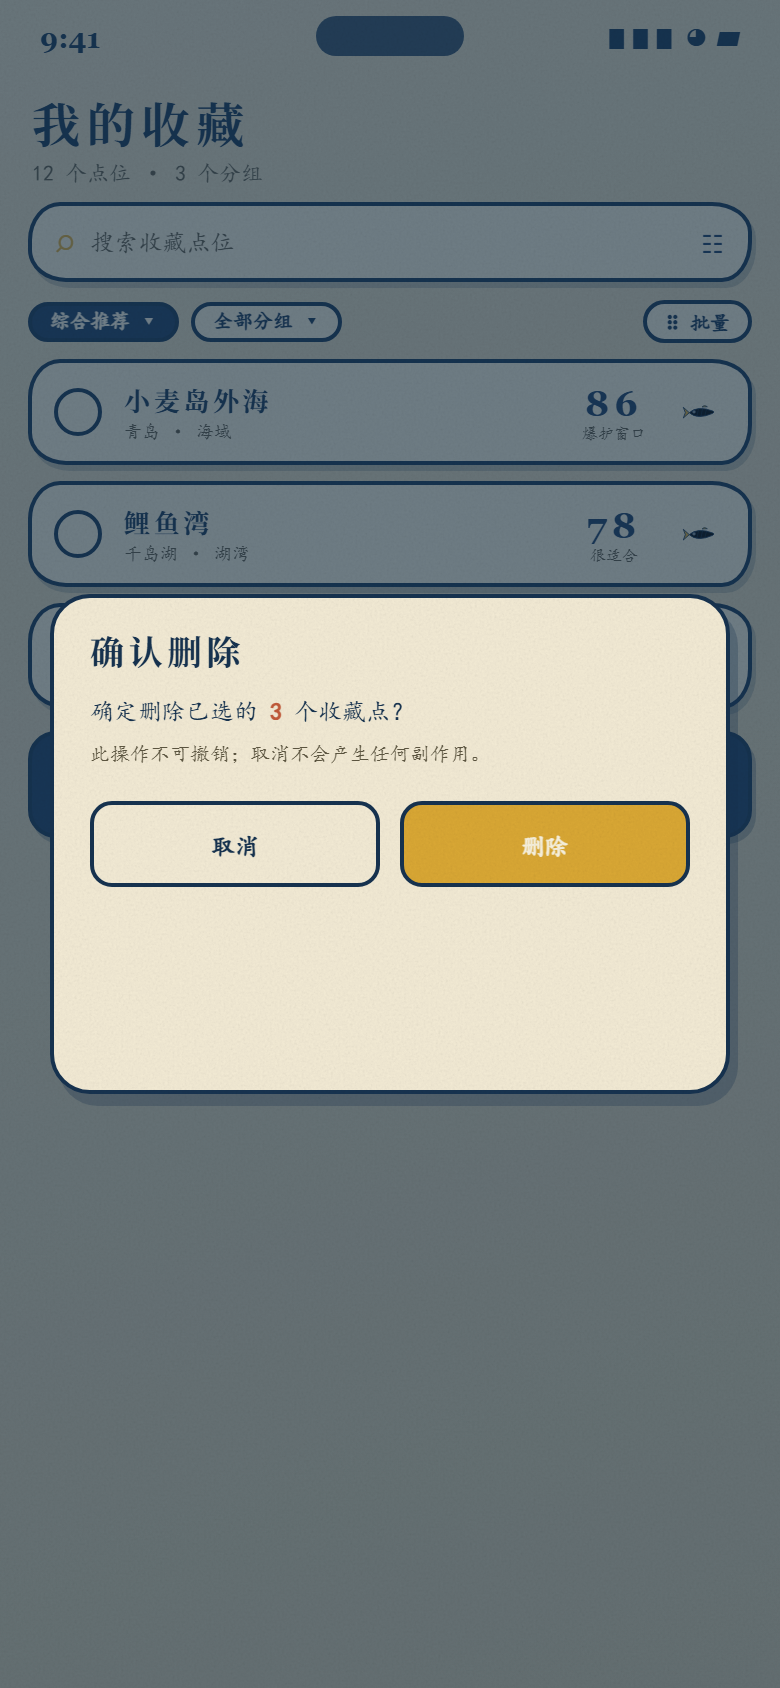 9:41
我的收藏
12 个点位 • 3 个分组
搜索收藏点位
综合推荐 ▼ 全部分组 ▼ 批量
小麦岛外海 86
青岛 • 海域 爆护窗口
鲤鱼湾 78
千岛湖 • 湖湾 很适合
确认删除
确定删除已选的 3 个收藏点?
此操作不可撤销; 取消不会产生任何副作用。
取消 删除